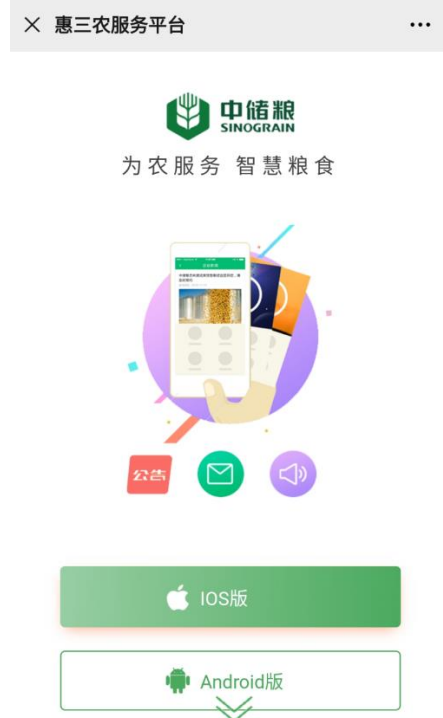 惠三农服务平台
中储粮
SINOGRAIN
为农服务 智慧粮食
公告
IOS版
Android版